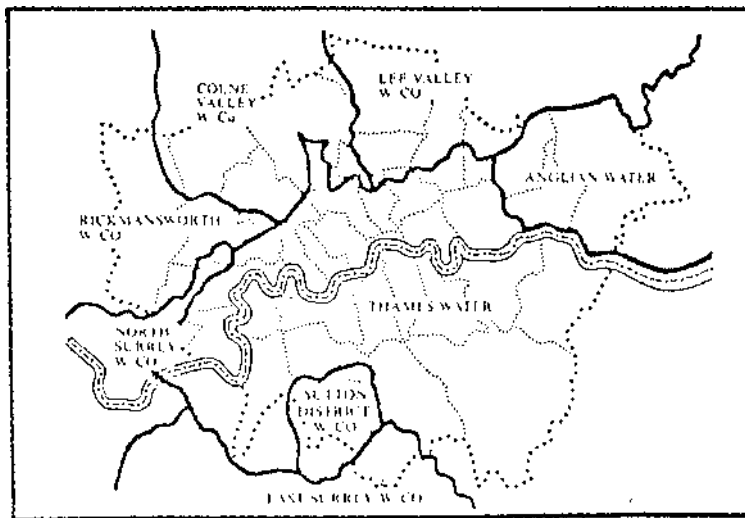 COLNE
VALLEY
W. Co
LEE VALLEY
W CO
ANGLIAN WATER
RICKMANSWORTH
W CO
THAMES WATER
NORTH
SURREY
W CO
SUTTON
DISTRICT
W CO
EAST SURREY W CO